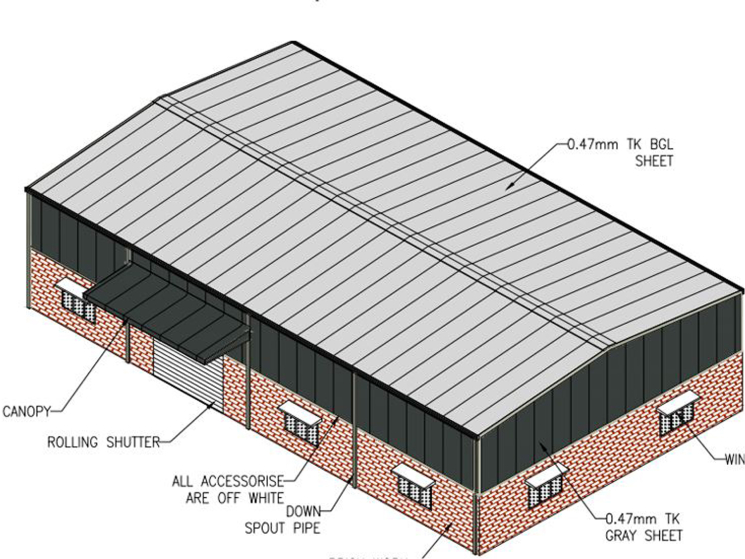 0.47mm TK BGL
SHEET
CANOPY
ROLLING SHUTTER
ALL ACCESSORISE
ARE OFF WHITE
DOWN
SPOUT PIPE
WIN
0.47mm TK
GRAY SHEET